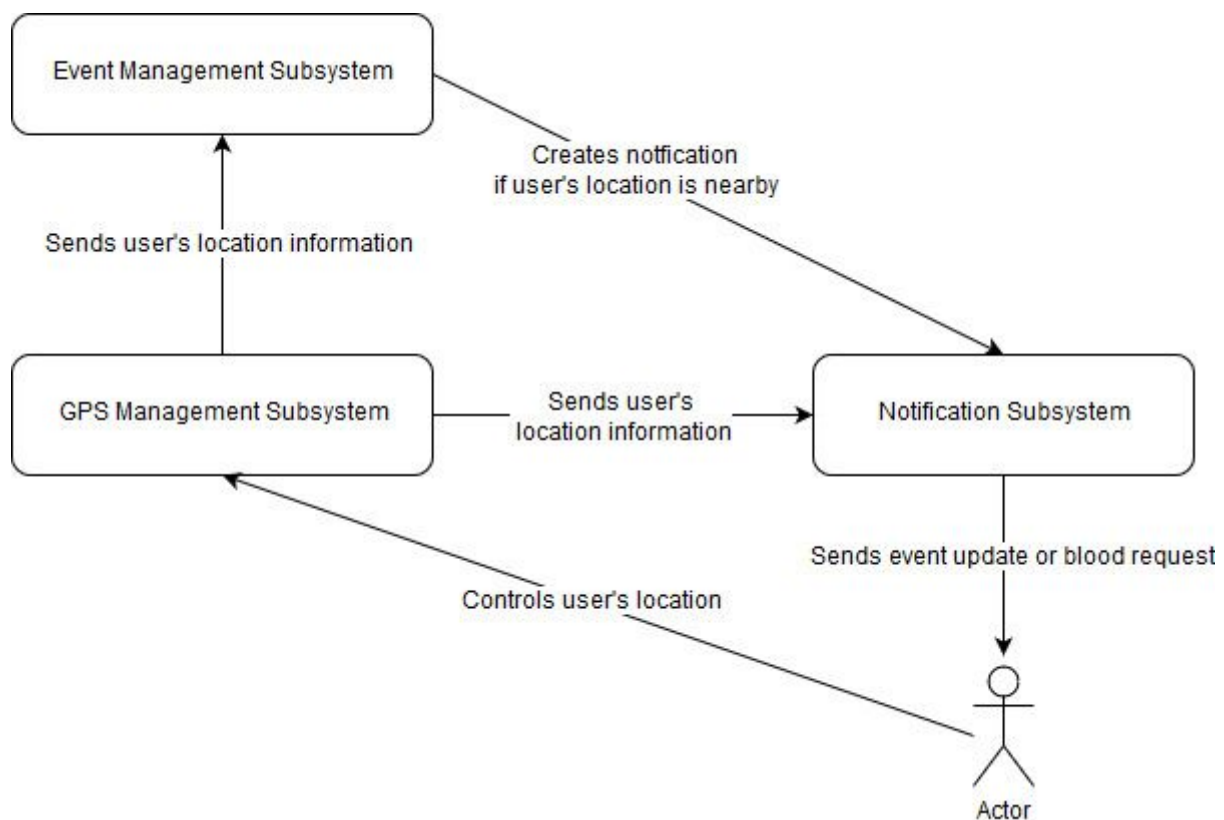 Event Management Subsystem
Creates notfication
if user's location is nearby
Sends user's location information
GPS Management Subsystem
Sends user's
location information
Notification Subsystem
Sends event update or blood request
Controls user's location
Actor